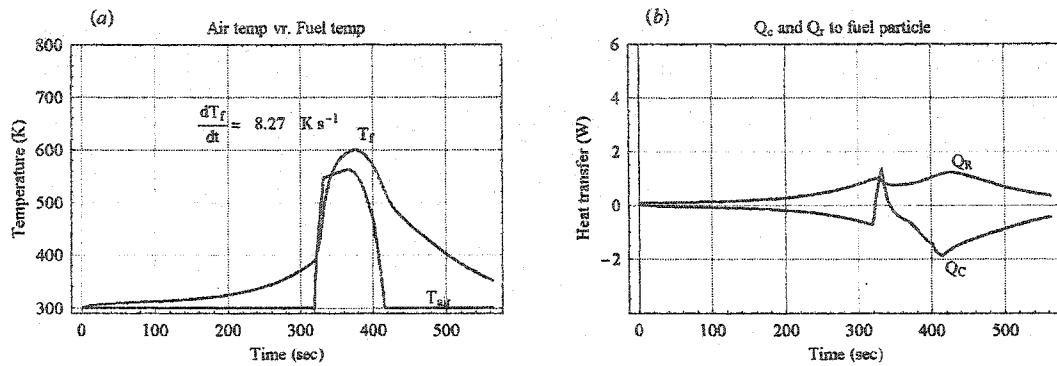 (a)
Air temp vr. Fuel temp
800
700
600
500
400
300
Temperature (K)
dT_f
dt = 8.27 K s⁻¹
T_f
T_air
0 100 200 300 400 500
Time (sec)
(b)
Q_c and Q_r to fuel particle
6
4
2
0
−2
Heat transfer (W)
Q_R
Q_C
0 100 200 300 400 500
Time (sec)